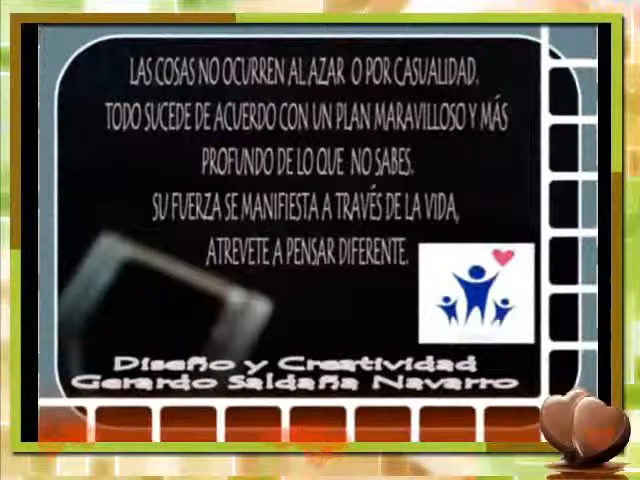 LAS COSAS NO OCURREN AL AZAR O POR CASUALIDAD.
TODO SUCEDE DE ACUERDO CON UN PLAN MARAVILLOSO Y MÁS
PROFUNDO DE LO QUE NO SABES.
SU FUERZA SE MANIFIESTA A TRAVÉS DE LA VIDA,
ATREVETE A PENSAR DIFERENTE.
Diseño y Creatividad
Gerardo Saldaña Navarro